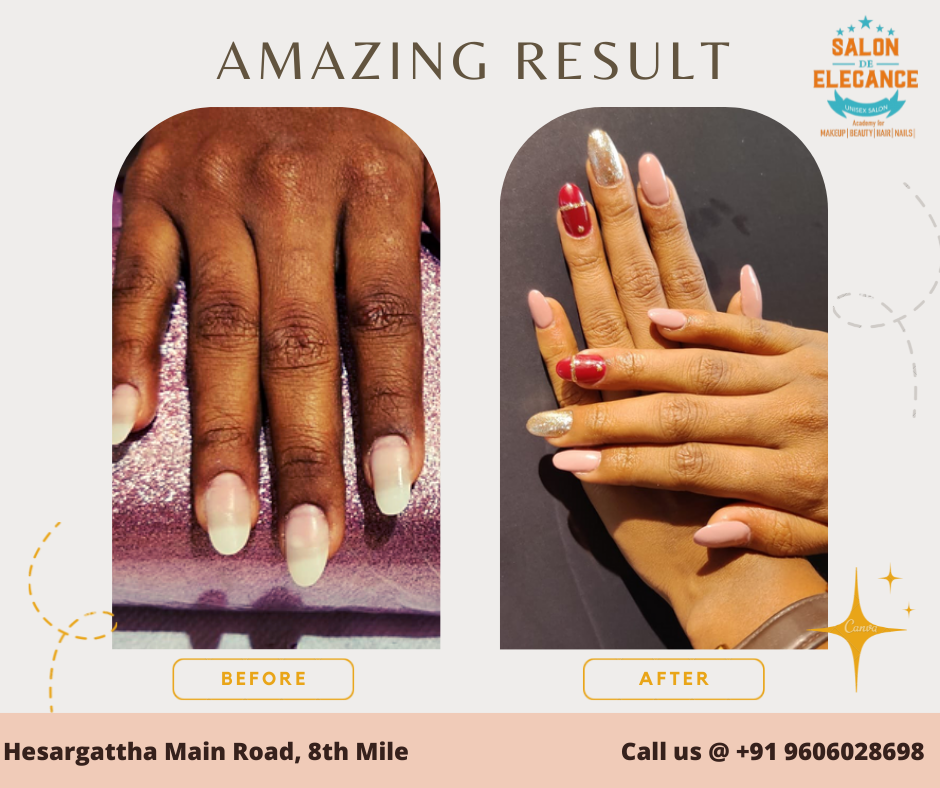 AMAZING RESULT
SALON
DE
ELEGANCE
UNISEX SALON
Academy for
MAKEUP | BEAUTY | HAIR | NAILS |
Canva
BEFORE
AFTER
Hesargattha Main Road, 8th Mile
Call us @ +91 9606028698